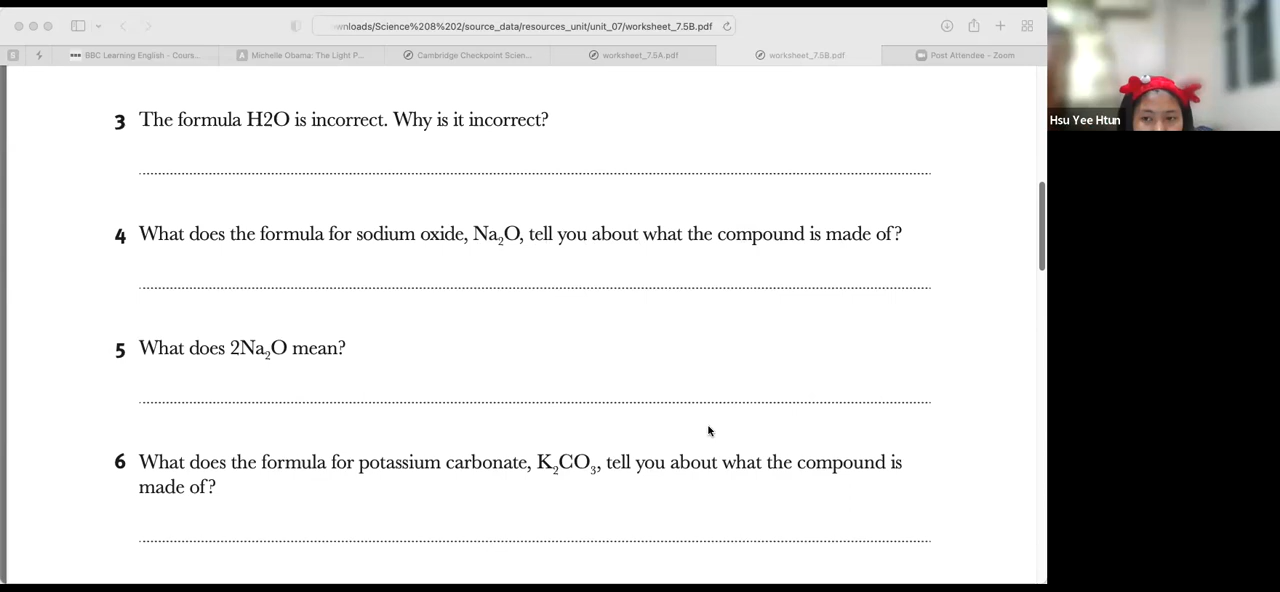 wnloads/Science%208%202/source_data/resources_unit/unit_07/worksheet_7.5B.pdf
S
BBC Learning English - Cours...
A Michelle Obama: The Light P...
Cambridge Checkpoint Scien...
worksheet_7.5A.pdf
worksheet_7.5B.pdf
Post Attendee - Zoom
Hsu Yee Htun
3 The formula H2O is incorrect. Why is it incorrect?
4 What does the formula for sodium oxide, Na₂O, tell you about what the compound is made of?
5 What does 2Na₂O mean?
6 What does the formula for potassium carbonate, K₂CO₃, tell you about what the compound is
made of?